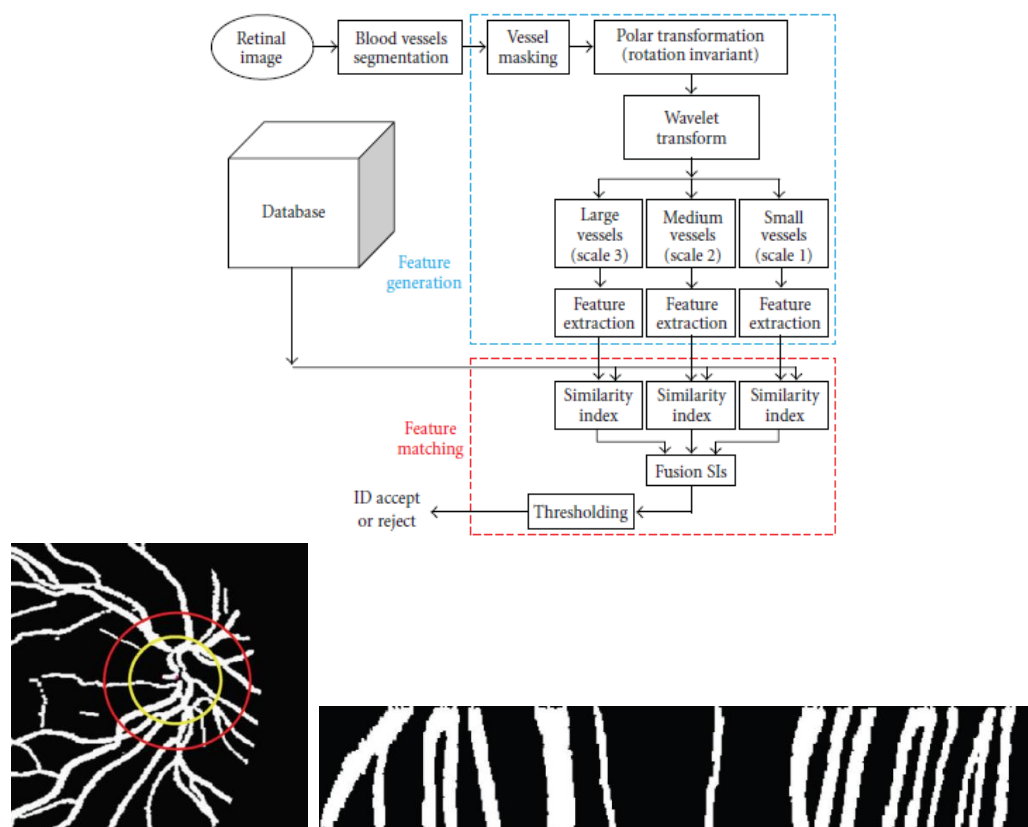 Retinal
image
Blood vessels
segmentation
Vessel
masking
Polar transformation
(rotation invariant)
Wavelet
transform
Database
Large
vessels
(scale 3)
Medium
vessels
(scale 2)
Small
vessels
(scale 1)
Feature
generation
Feature
extraction
Feature
extraction
Feature
extraction
Similarity
index
Similarity
index
Similarity
index
Feature
matching
Fusion SIs
ID accept
or reject
Thresholding